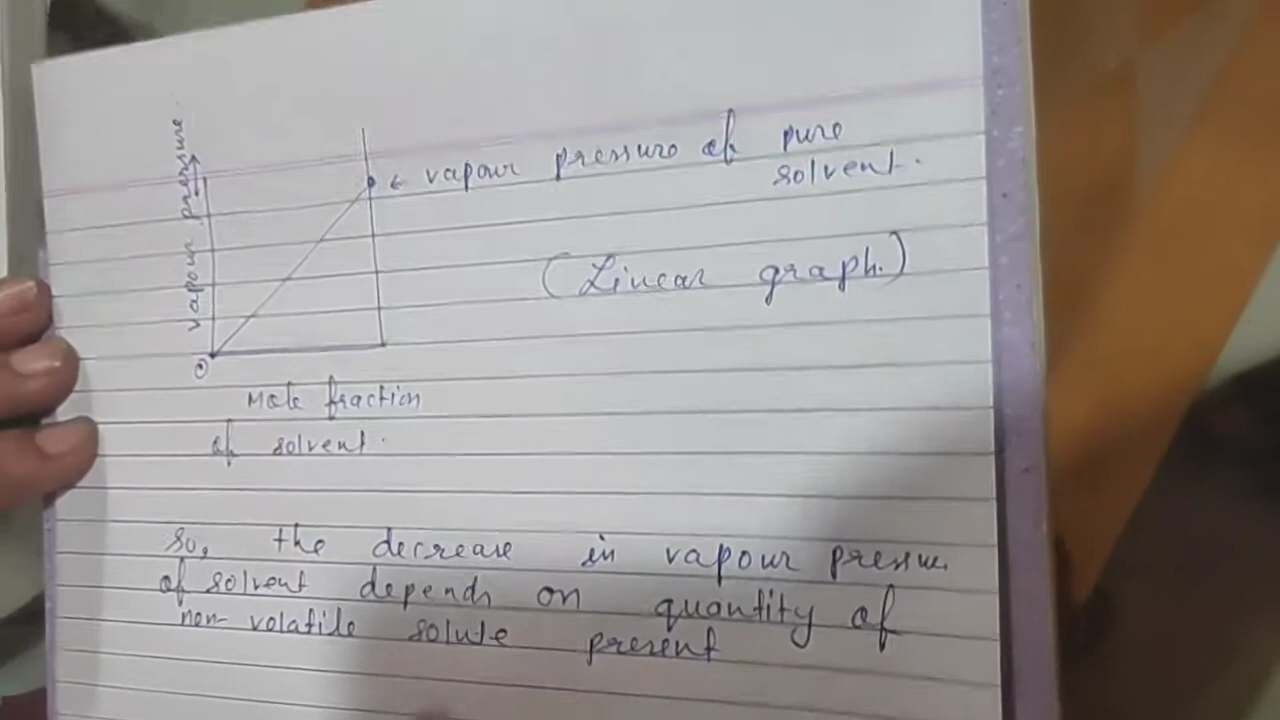 vapour pressure
← vapour pressure of pure
solvent.
(Linear graph.)
O
Mole fraction
of solvent.
so, the decrease in vapour pressure
of solvent depends on quantity of
non-volatile solute present